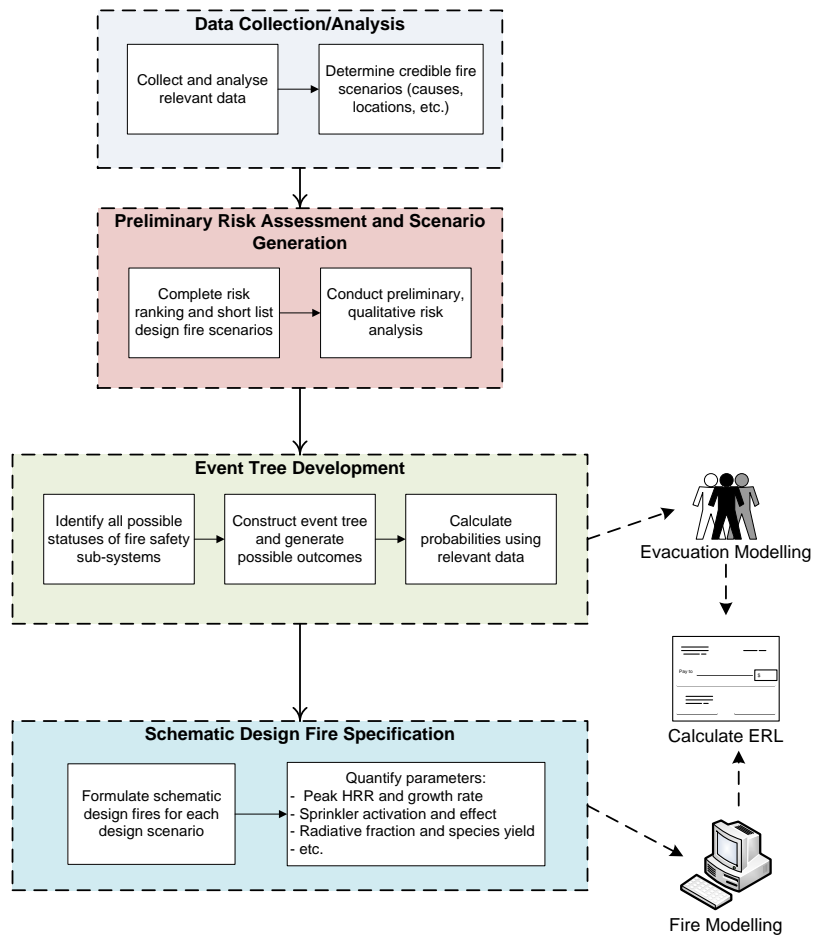 Data Collection/Analysis
Collect and analyse
relevant data
Determine credible fire
scenarios (causes,
locations, etc.)
Preliminary Risk Assessment and Scenario
Generation
Complete risk
ranking and short list
design fire scenarios
Conduct preliminary,
qualitative risk
analysis
Event Tree Development
Identify all possible
statuses of fire safety
sub-systems
Construct event tree
and generate
possible outcomes
Calculate
probabilities using
relevant data
Evacuation Modelling
Pay to
$
Calculate ERL
Schematic Design Fire Specification
Formulate schematic
design fires for each
design scenario
Quantify parameters:
- Peak HRR and growth rate
- Sprinkler activation and effect
- Radiative fraction and species yield
- etc.
Fire Modelling